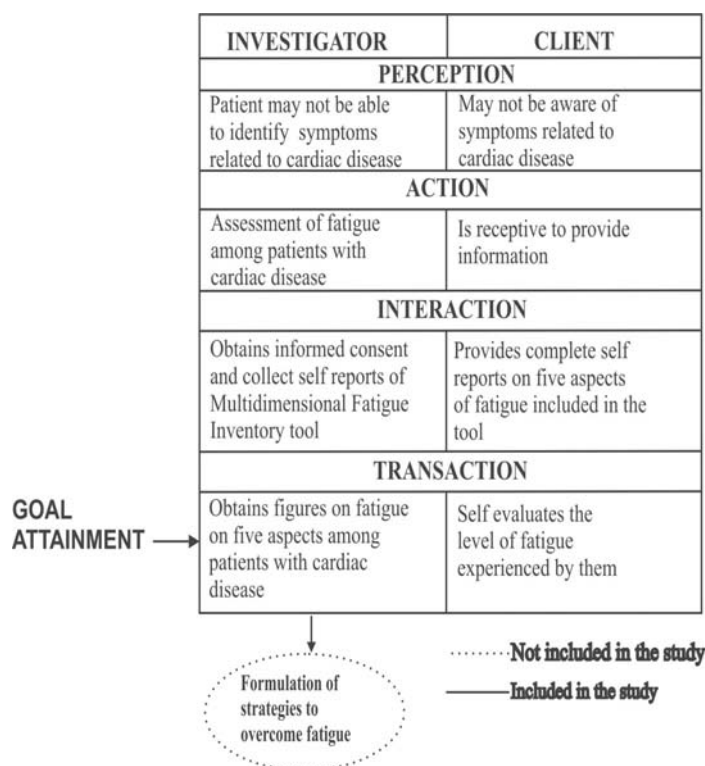 INVESTIGATOR
CLIENT
PERCEPTION
Patient may not be able
to identify symptoms
related to cardiac disease
May not be aware of
symptoms related to
cardiac disease
ACTION
Assessment of fatigue
among patients with
cardiac disease
Is receptive to provide
information
INTERACTION
Obtains informed consent
and collect self reports of
Multidimensional Fatigue
Inventory tool
Provides complete self
reports on five aspects
of fatigue included in the
tool
TRANSACTION
GOAL
ATTAINMENT
Obtains figures on fatigue
on five aspects among
patients with cardiac
disease
Self evaluates the
level of fatigue
experienced by them
Formulation of
strategies to
overcome fatigue
Not included in the study
Included in the study